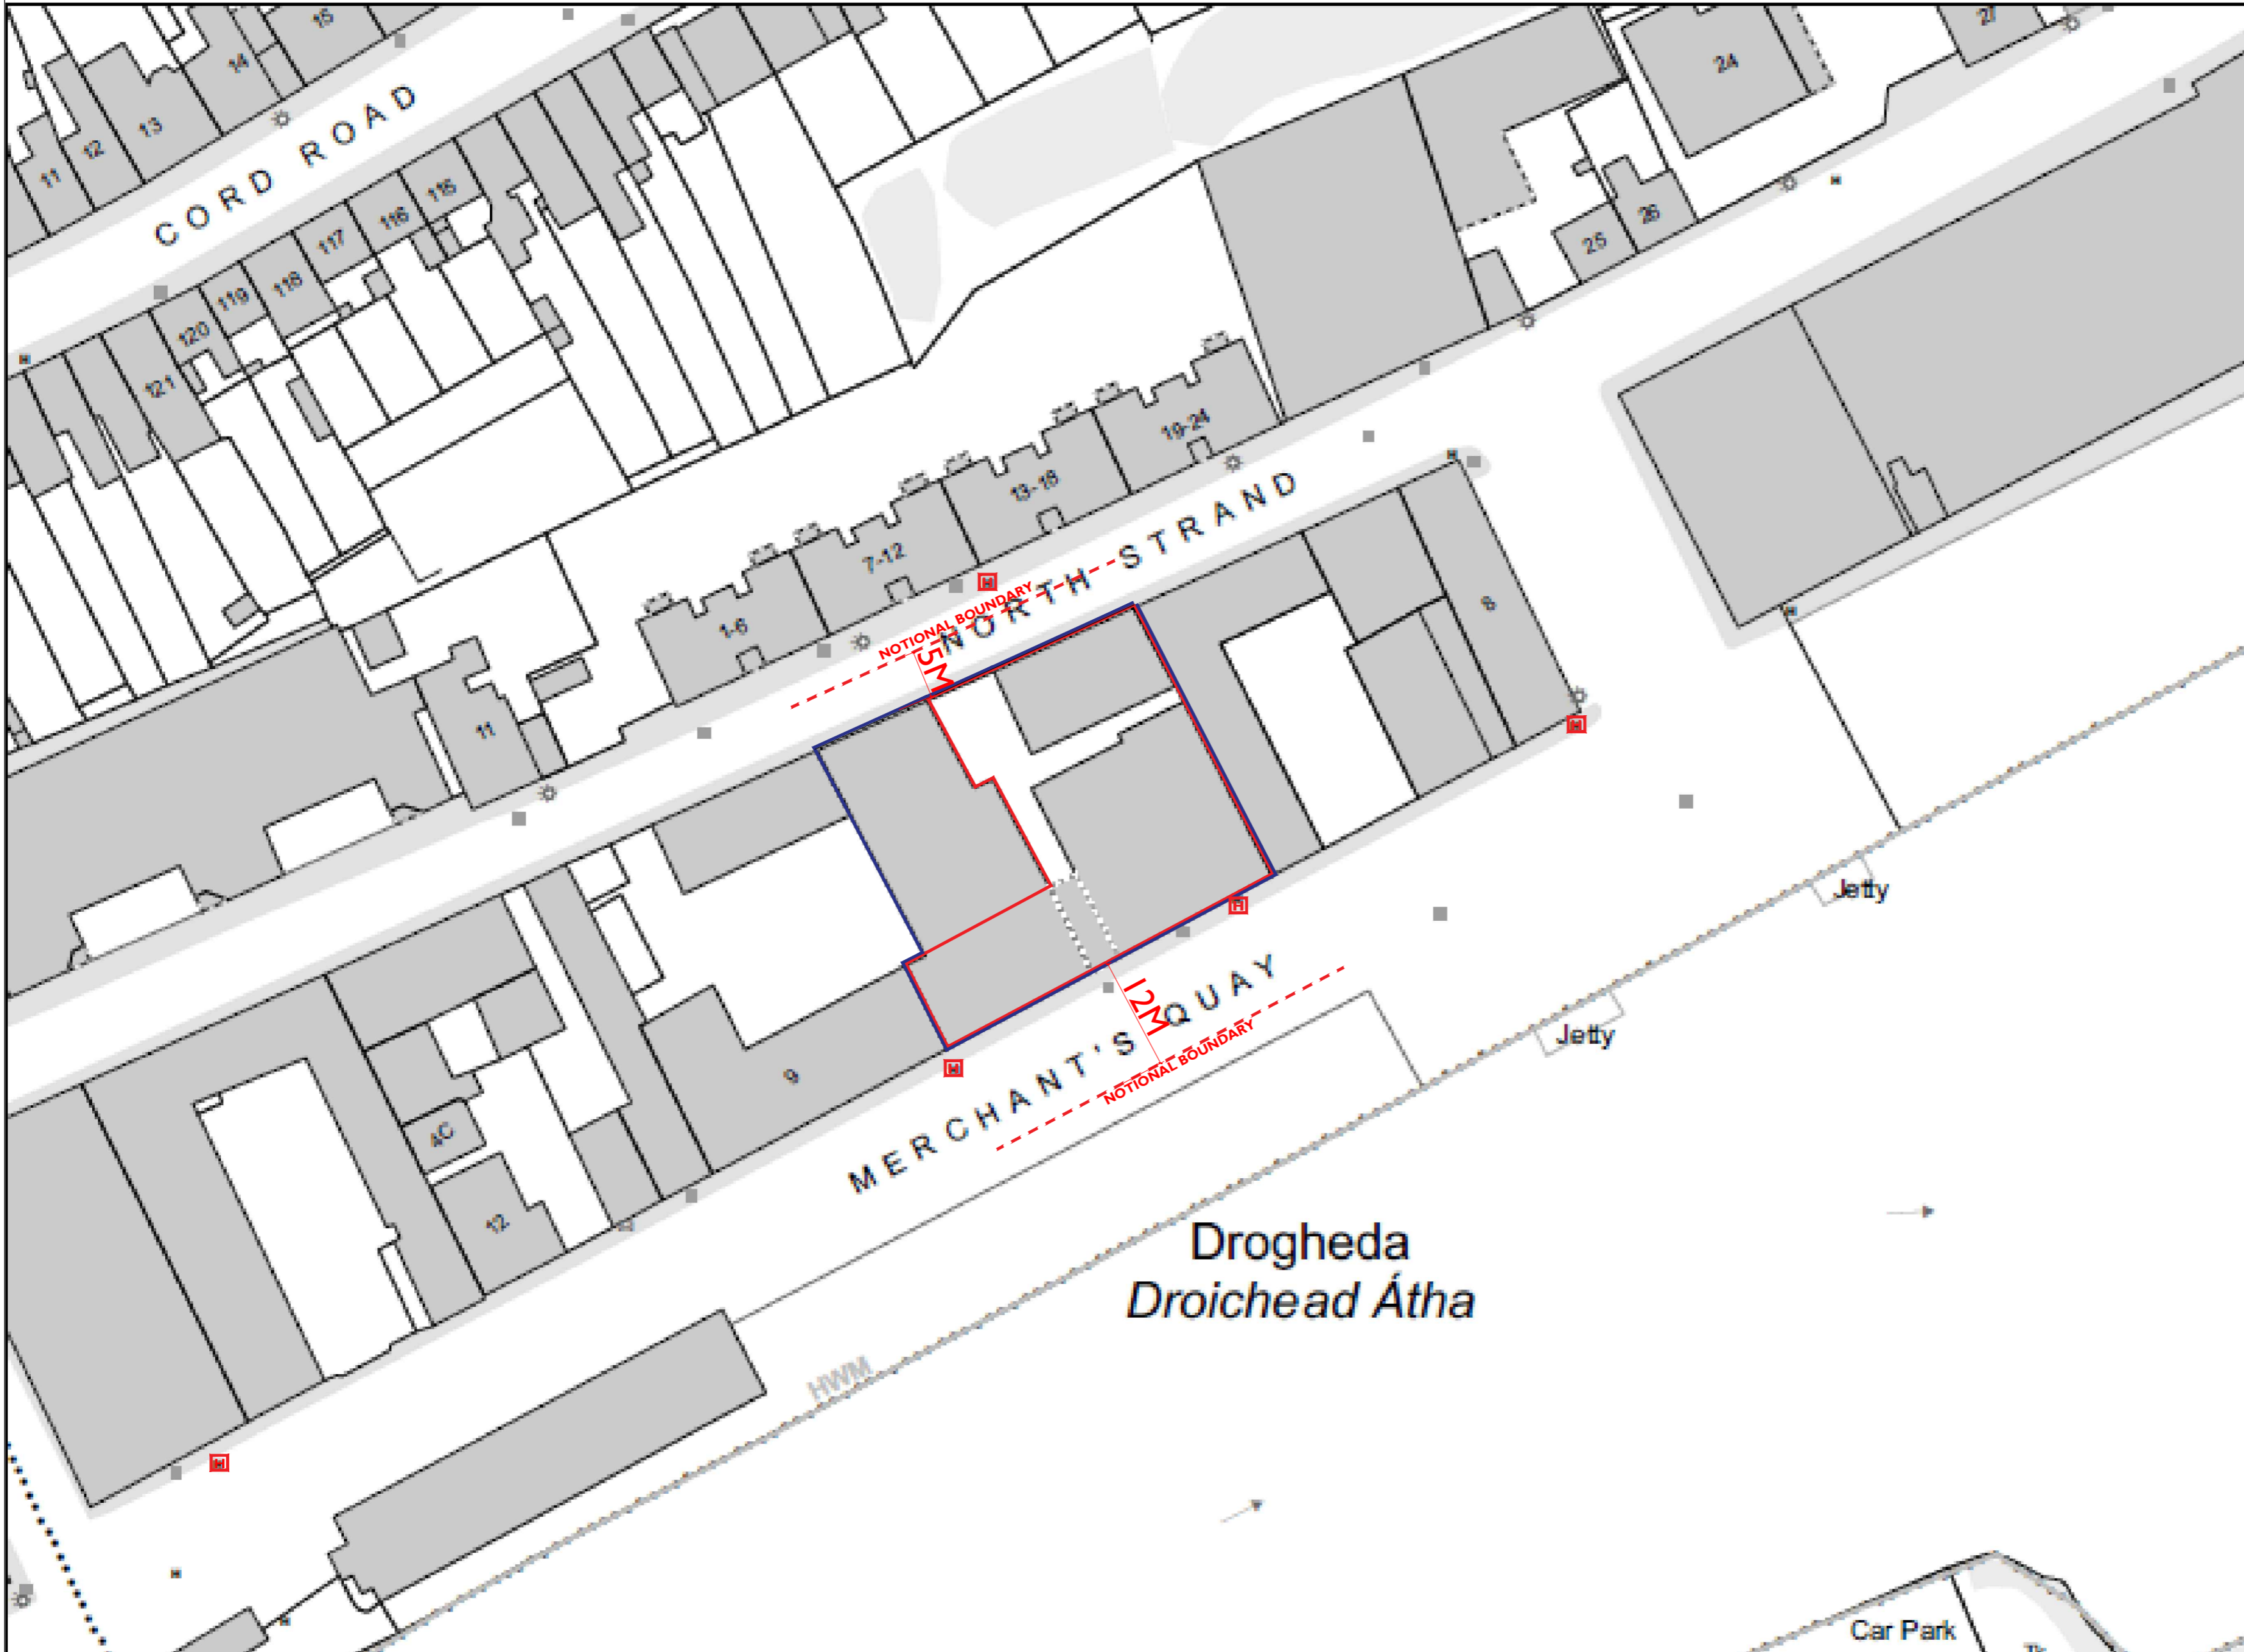 15
14
13
12
11
CORD ROAD
115
116
117
118
119
120
121
24
27
25
26
19-24
13-18
7-12
1-6
NORTH STRAND
NOTIONAL BOUNDARY
5M
11
8
9
4C
12
12M
MERCHANT'S QUAY
NOTIONAL BOUNDARY
Jetty
Jetty
Drogheda
Droichead Átha
HWM
Car Park
H
H
H
H
H
H
H
H
H
H
H